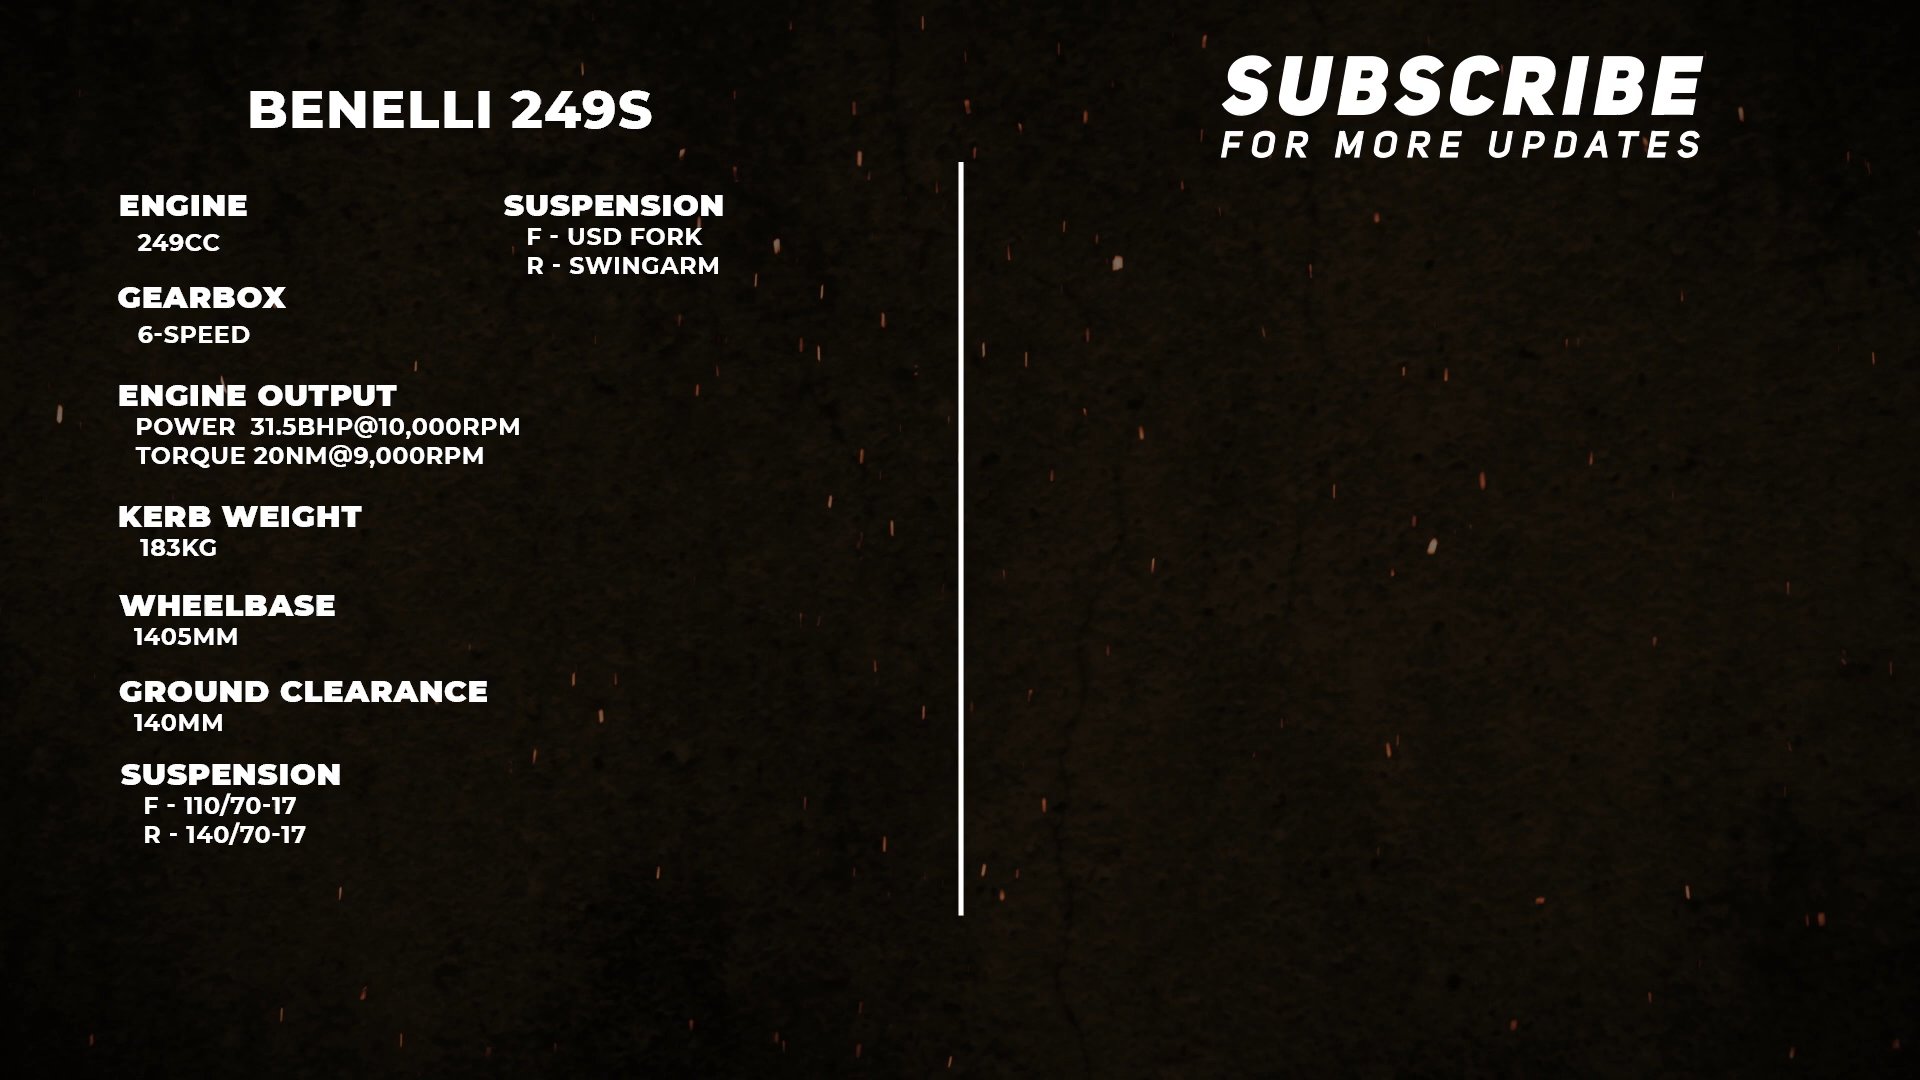 BENELLI 249S
ENGINE
249CC
GEARBOX
6-SPEED
ENGINE OUTPUT
POWER 31.5BHP@10,000RPM
TORQUE 20NM@9,000RPM
KERB WEIGHT
183KG
WHEELBASE
1405MM
GROUND CLEARANCE
140MM
SUSPENSION
F - 110/70-17
R - 140/70-17
SUSPENSION
F - USD FORK
R - SWINGARM
SUBSCRIBE
FOR MORE UPDATES